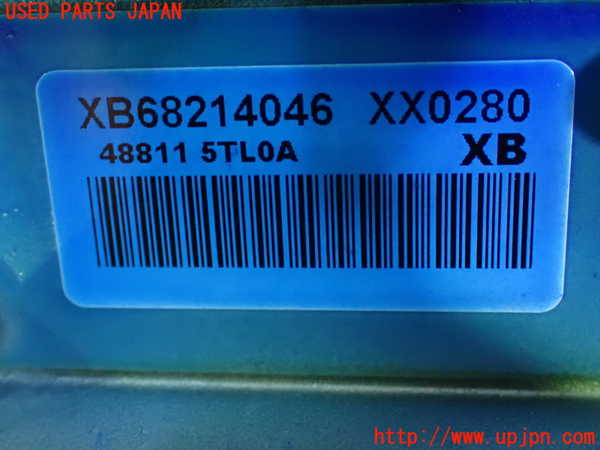 USED PARTS JAPAN
XB68214046 XX0280
48811 5TL0A XB
http://www.upjpn.com/